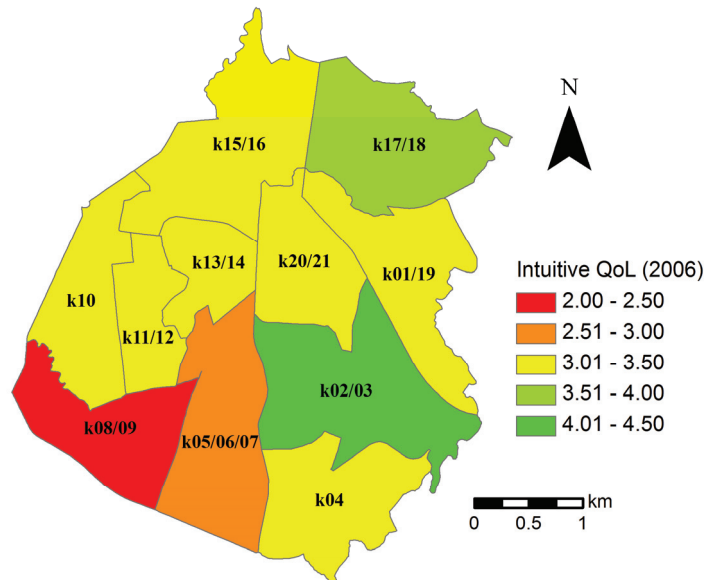 N
k15/16
k17/18
k13/14
k20/21
k01/19
k10
k11/12
k02/03
k08/09
k05/06/07
k04
Intuitive QoL (2006)
2.00 - 2.50
2.51 - 3.00
3.01 - 3.50
3.51 - 4.00
4.01 - 4.50
km
0 0.5 1